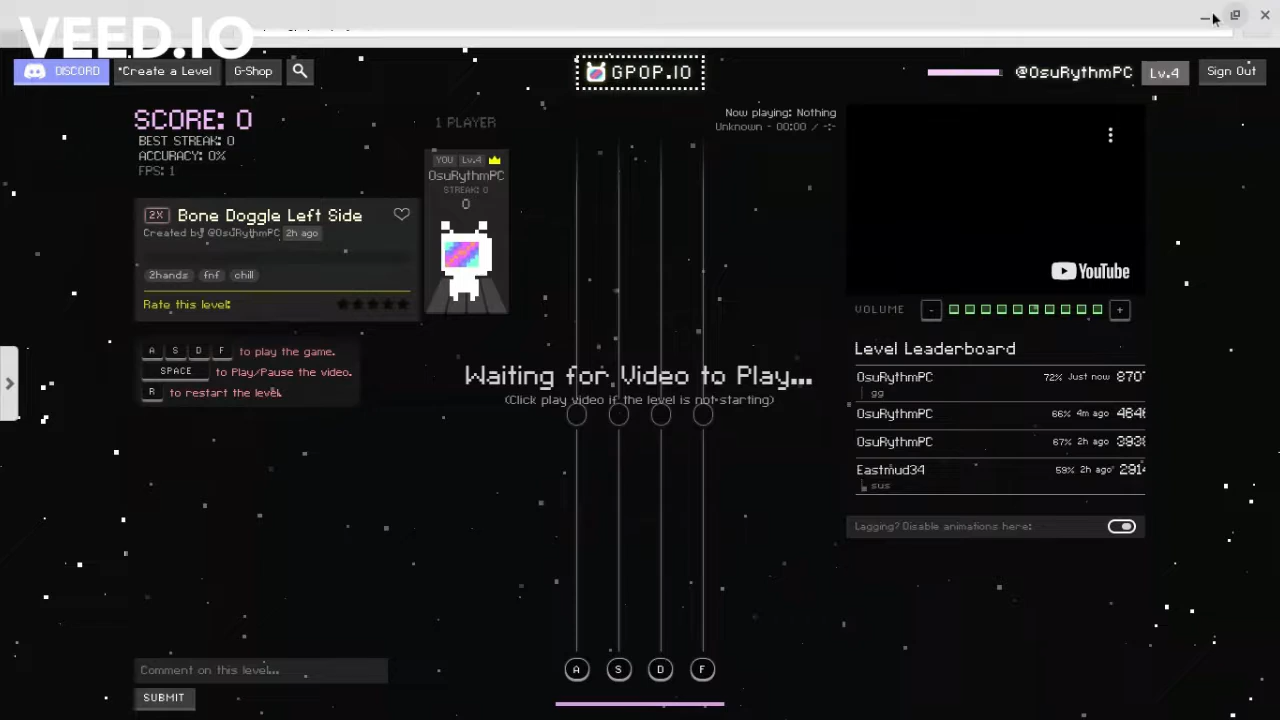 VEED.IO
DISCORD
*Create a Level
G-Shop
GPOP.IO
@OsuRythmPC
Lv.4
Sign Out
SCORE: 0
BEST STREAK: 0
ACCURACY: 0%
FPS: 1
1 PLAYER
YOU Lv.4
OsuRythmPC
STREAK: 0
0
Now playing: Nothing
Unknown - 00:00 / -:-
2X Bone Doggle Left Side
Created by @OsuRythmPC 2h ago
2hands fnf chill
Rate this level:
A S D F to play the game.
SPACE to Play/Pause the video.
R to restart the level.
Waiting for Video to Play...
(Click play video if the level is not starting)
YouTube
VOLUME - +
Level Leaderboard
OsuRythmPC 72% Just now 870
gg
OsuRythmPC 66% 4m ago 4646
OsuRythmPC 67% 2h ago 3938
Eastmud34 59% 2h ago 2914
sus
Lagging? Disable animations here:
Comment on this level...
SUBMIT
A S D F